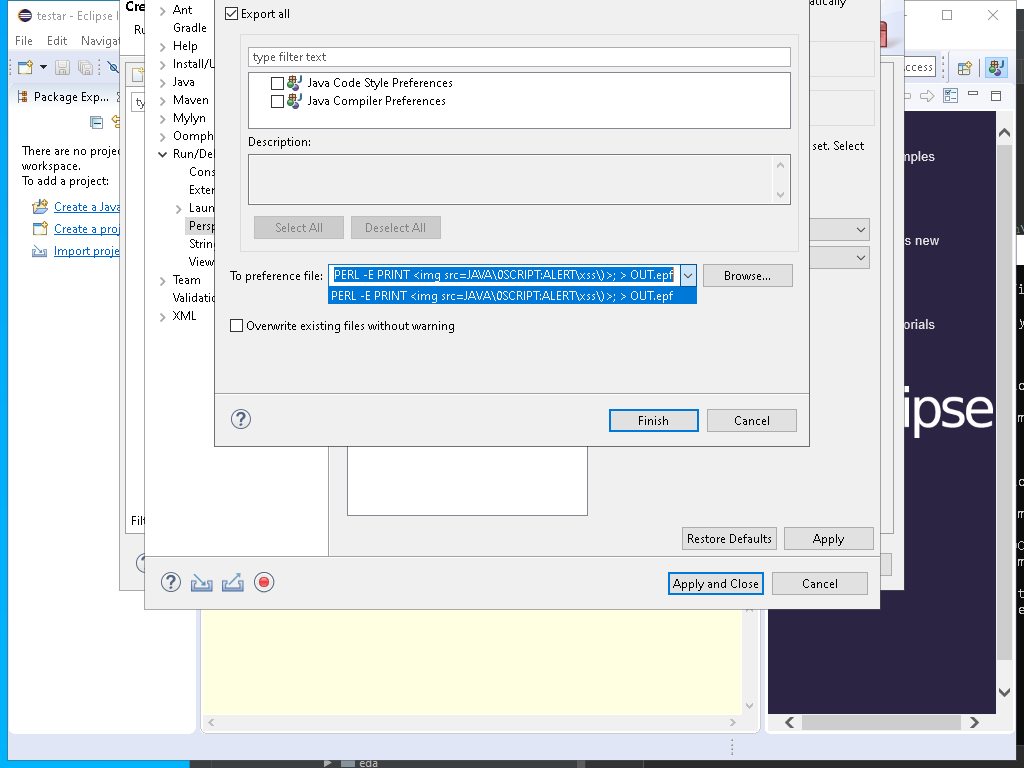 testar - Eclipse I
File Edit Navigat
Package Exp...
There are no projec
workspace.
To add a project:
Create a Java
Create a proj
Import proje
Cre
Ru
ty
Filt
Ant
Gradle
Help
Install/U
Java
Maven
Mylyn
Oomph
Run/Del
Cons
Exter
Laun
Persp
String
View
Team
Validatio
XML
Export all
type filter text
Java Code Style Preferences
Java Compiler Preferences
Description:
Select All
Deselect All
To preference file:
PERL -E PRINT <img src=JAVA\0SCRIPT:ALERT\xss\)>; > OUT.epf
Browse...
PERL -E PRINT <img src=JAVA\0SCRIPT:ALERT\xss\)>; > OUT.epf
Overwrite existing files without warning
Finish
Cancel
Restore Defaults
Apply
Apply and Close
Cancel
atically
set. Select
ccess
mples
s new
orials
ipse
eda